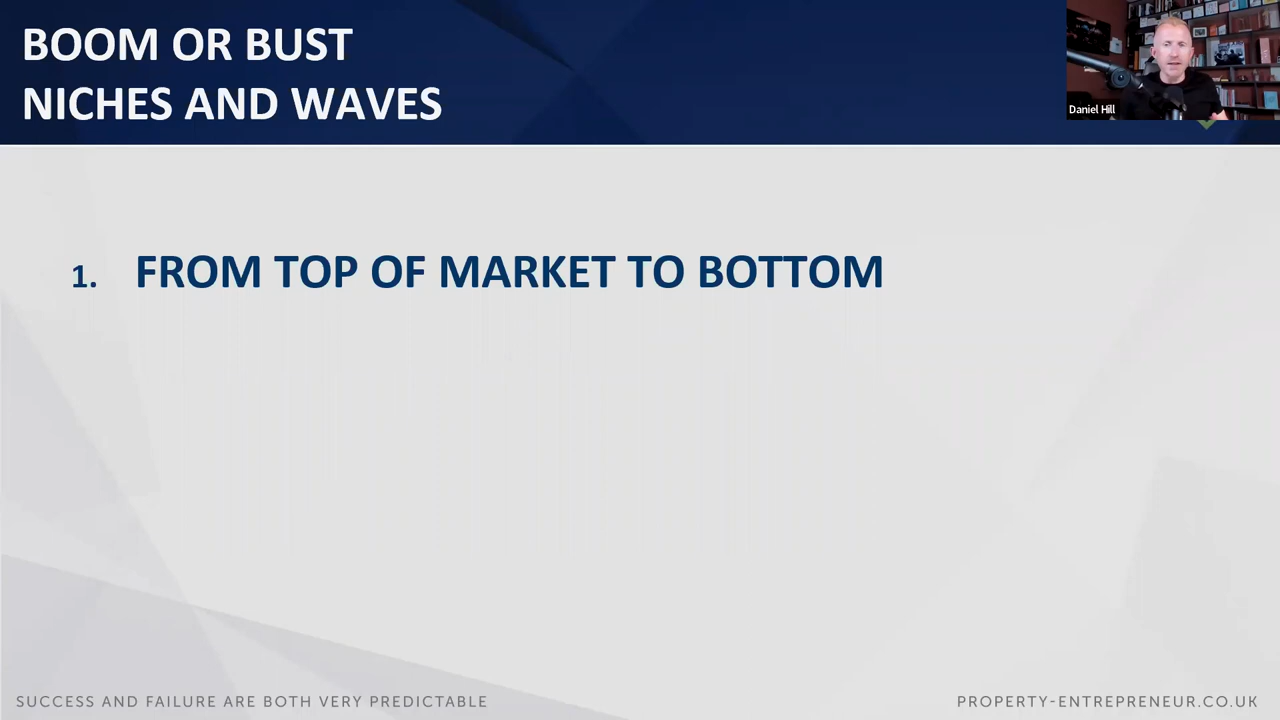 BOOM OR BUST
NICHES AND WAVES
Daniel Hill
1. FROM TOP OF MARKET TO BOTTOM
SUCCESS AND FAILURE ARE BOTH VERY PREDICTABLE
PROPERTY-ENTREPRENEUR.CO.UK